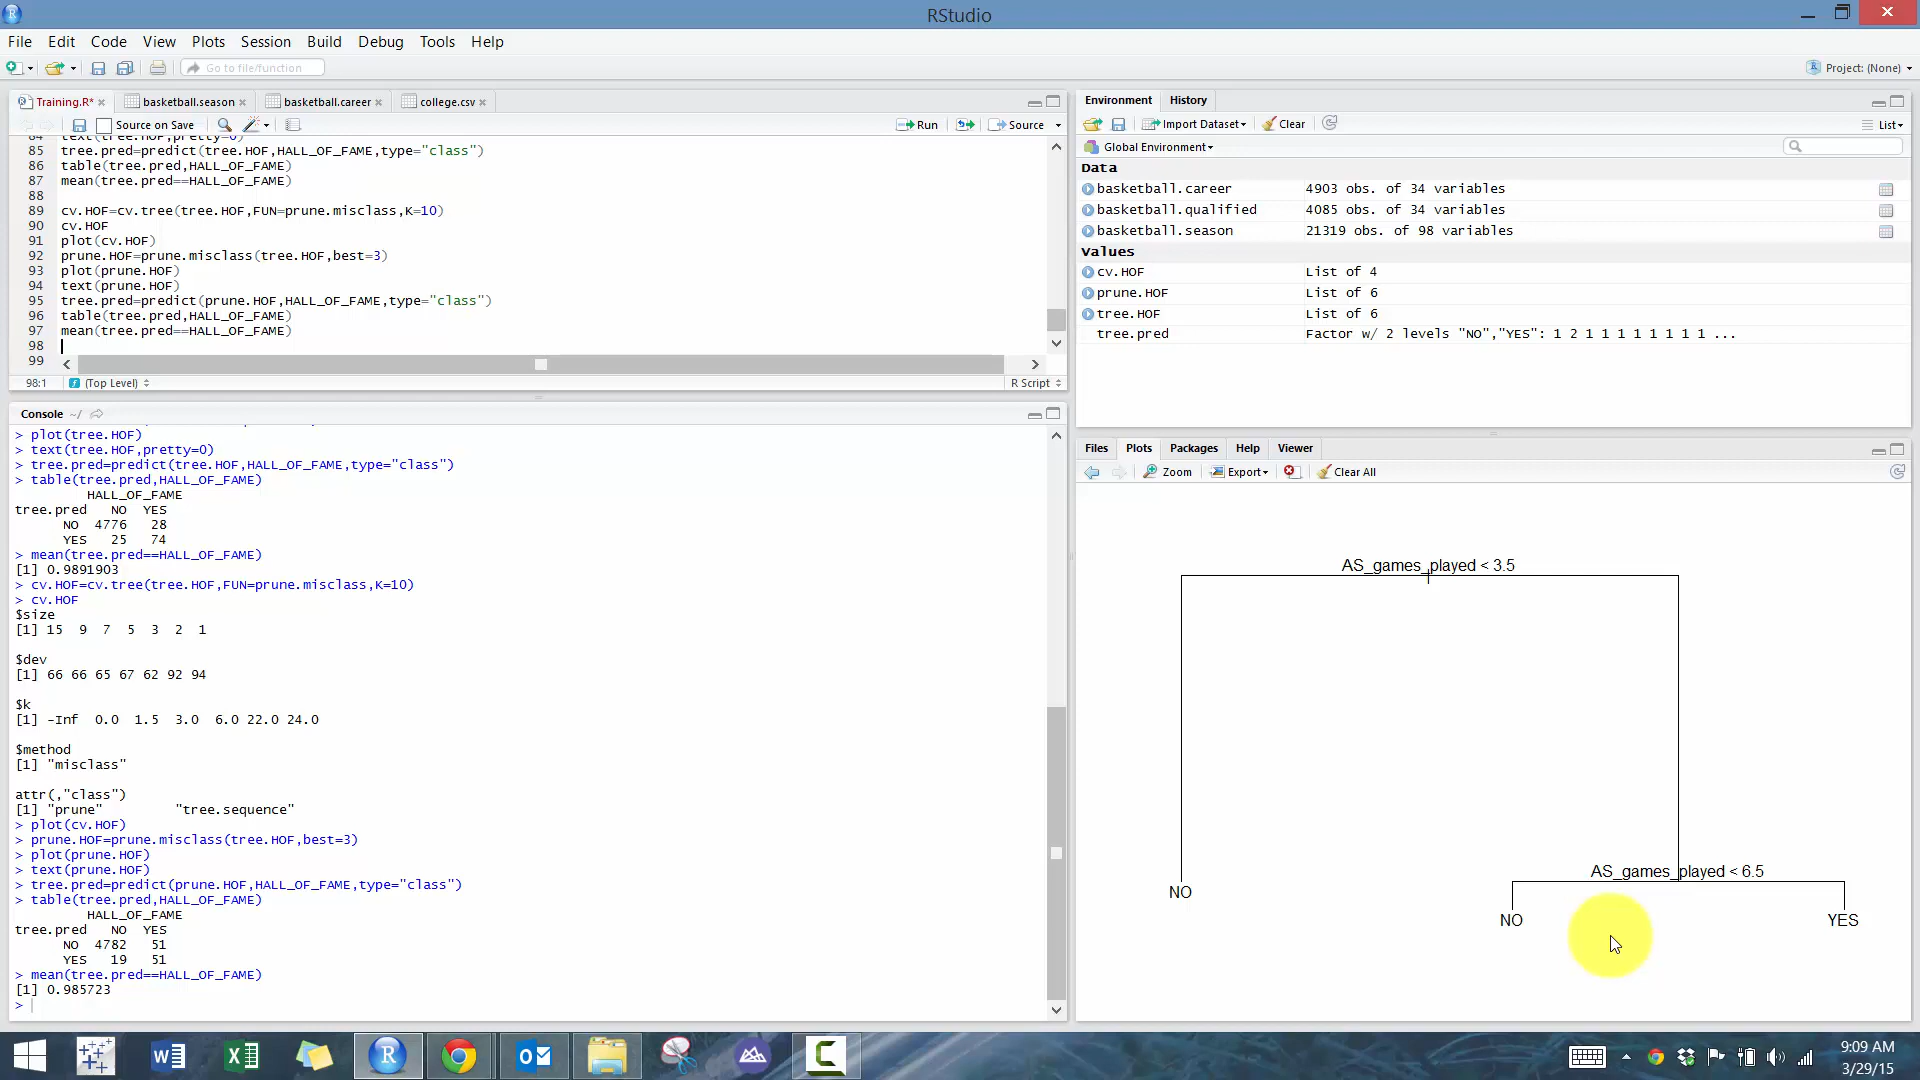 RStudio
File Edit Code View Plots Session Build Debug Tools Help
Go to file/function
Project: (None)
Training.R* basketball.season basketball.career college.csv
Source on Save Run Source
84 text(tree.HOF,pretty=0)
85 tree.pred=predict(tree.HOF,HALL_OF_FAME,type="class")
86 table(tree.pred,HALL_OF_FAME)
87 mean(tree.pred==HALL_OF_FAME)
88
89 cv.HOF=cv.tree(tree.HOF,FUN=prune.misclass,K=10)
90 cv.HOF
91 plot(cv.HOF)
92 prune.HOF=prune.misclass(tree.HOF,best=3)
93 plot(prune.HOF)
94 text(prune.HOF)
95 tree.pred=predict(prune.HOF,HALL_OF_FAME,type="class")
96 table(tree.pred,HALL_OF_FAME)
97 mean(tree.pred==HALL_OF_FAME)
98
99
98:1 (Top Level) R Script
Console ~/
> plot(tree.HOF)
> text(tree.HOF,pretty=0)
> tree.pred=predict(tree.HOF,HALL_OF_FAME,type="class")
> table(tree.pred,HALL_OF_FAME)
HALL_OF_FAME
tree.pred NO YES
NO 4776 28
YES 25 74
> mean(tree.pred==HALL_OF_FAME)
[1] 0.9891903
> cv.HOF=cv.tree(tree.HOF,FUN=prune.misclass,K=10)
> cv.HOF
$size
[1] 15 9 7 5 3 2 1
$dev
[1] 66 66 65 67 62 92 94
$k
[1] -Inf 0.0 1.5 3.0 6.0 22.0 24.0
$method
[1] "misclass"
attr(,"class")
[1] "prune" "tree.sequence"
> plot(cv.HOF)
> prune.HOF=prune.misclass(tree.HOF,best=3)
> plot(prune.HOF)
> text(prune.HOF)
> tree.pred=predict(prune.HOF,HALL_OF_FAME,type="class")
> table(tree.pred,HALL_OF_FAME)
HALL_OF_FAME
tree.pred NO YES
NO 4782 51
YES 19 51
> mean(tree.pred==HALL_OF_FAME)
[1] 0.985723
>
Environment History
Import Dataset Clear List
Global Environment
Data
basketball.career 4903 obs. of 34 variables
basketball.qualified 4085 obs. of 34 variables
basketball.season 21319 obs. of 98 variables
Values
cv.HOF List of 4
prune.HOF List of 6
tree.HOF List of 6
tree.pred Factor w/ 2 levels "NO","YES": 1 2 1 1 1 1 1 1 1 1 ...
Files Plots Packages Help Viewer
Zoom Export Clear All
AS_games_played < 3.5
AS_games_played < 6.5
NO
NO YES
9:09 AM
3/29/15